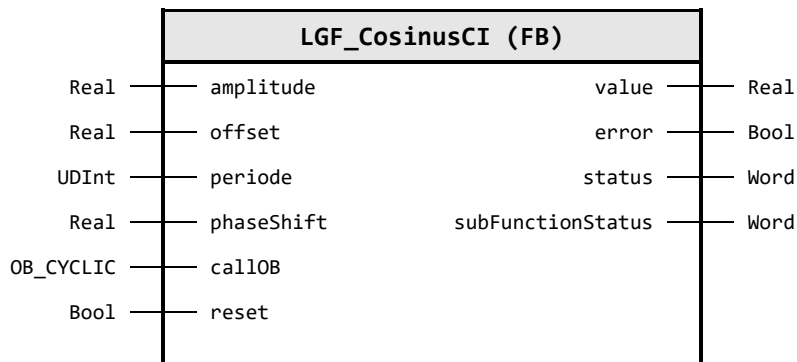 LGF_CosinusCI (FB)
Real amplitude value Real
Real offset error Bool
UDInt periode status Word
Real phaseShift subFunctionStatus Word
OB_CYCLIC callOB
Bool reset